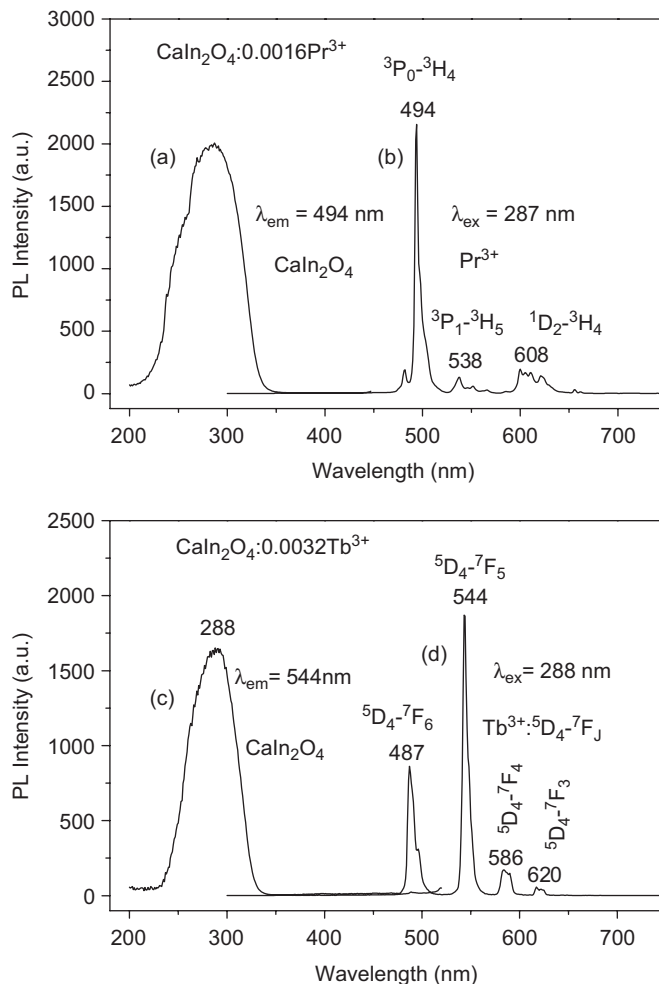 3000
2500
2000
1500
1000
500
0
PL Intensity (a.u.)
CaIn₂O₄:0.0016Pr³⁺
³P₀-³H₄
494
(a)
(b)
λem = 494 nm
λex = 287 nm
CaIn₂O₄
Pr³⁺
³P₁-³H₅
¹D₂-³H₄
538
608
200 300 400 500 600 700
Wavelength (nm)
2500
2000
1500
1000
500
0
PL Intensity (a.u.)
CaIn₂O₄:0.0032Tb³⁺
⁵D₄-⁷F₅
544
288
(c)
(d)
λem= 544nm
λex= 288 nm
⁵D₄-⁷F₆
Tb³⁺:⁵D₄-⁷FJ
487
CaIn₂O₄
⁵D₄-⁷F₄
⁵D₄-⁷F₃
586
620
200 300 400 500 600 700
Wavelength (nm)